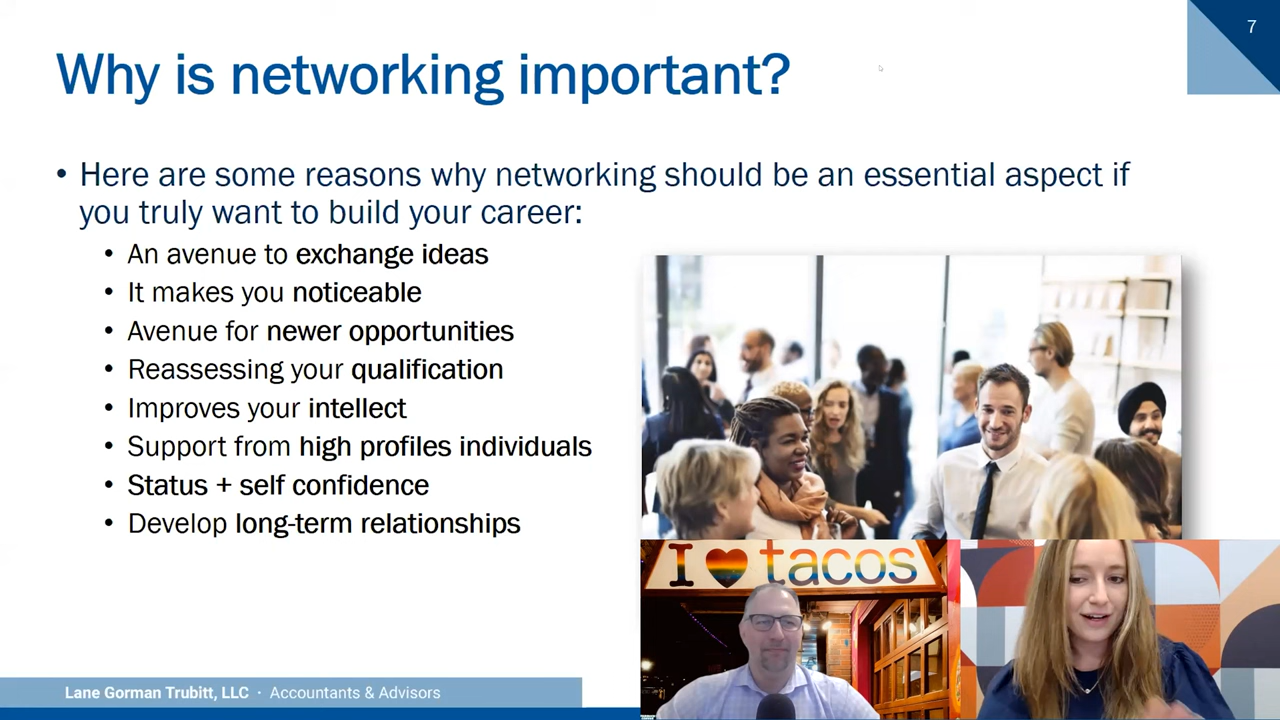 7
Why is networking important?
• Here are some reasons why networking should be an essential aspect if
you truly want to build your career:
• An avenue to exchange ideas
• It makes you noticeable
• Avenue for newer opportunities
• Reassessing your qualification
• Improves your intellect
• Support from high profiles individuals
• Status + self confidence
• Develop long-term relationships
I ♥ tacos
Lane Gorman Trubitt, LLC · Accountants & Advisors